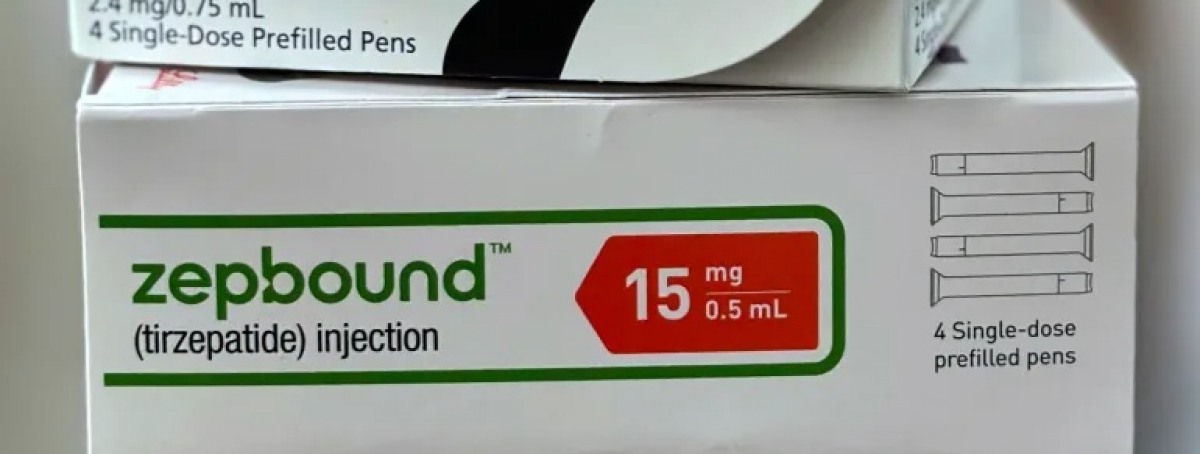 2.4 mg/0.75 mL
4 Single-Dose Prefilled Pens
zepbound™
(tirzepatide) injection
15 mg
0.5 mL
4 Single-dose
prefilled pens